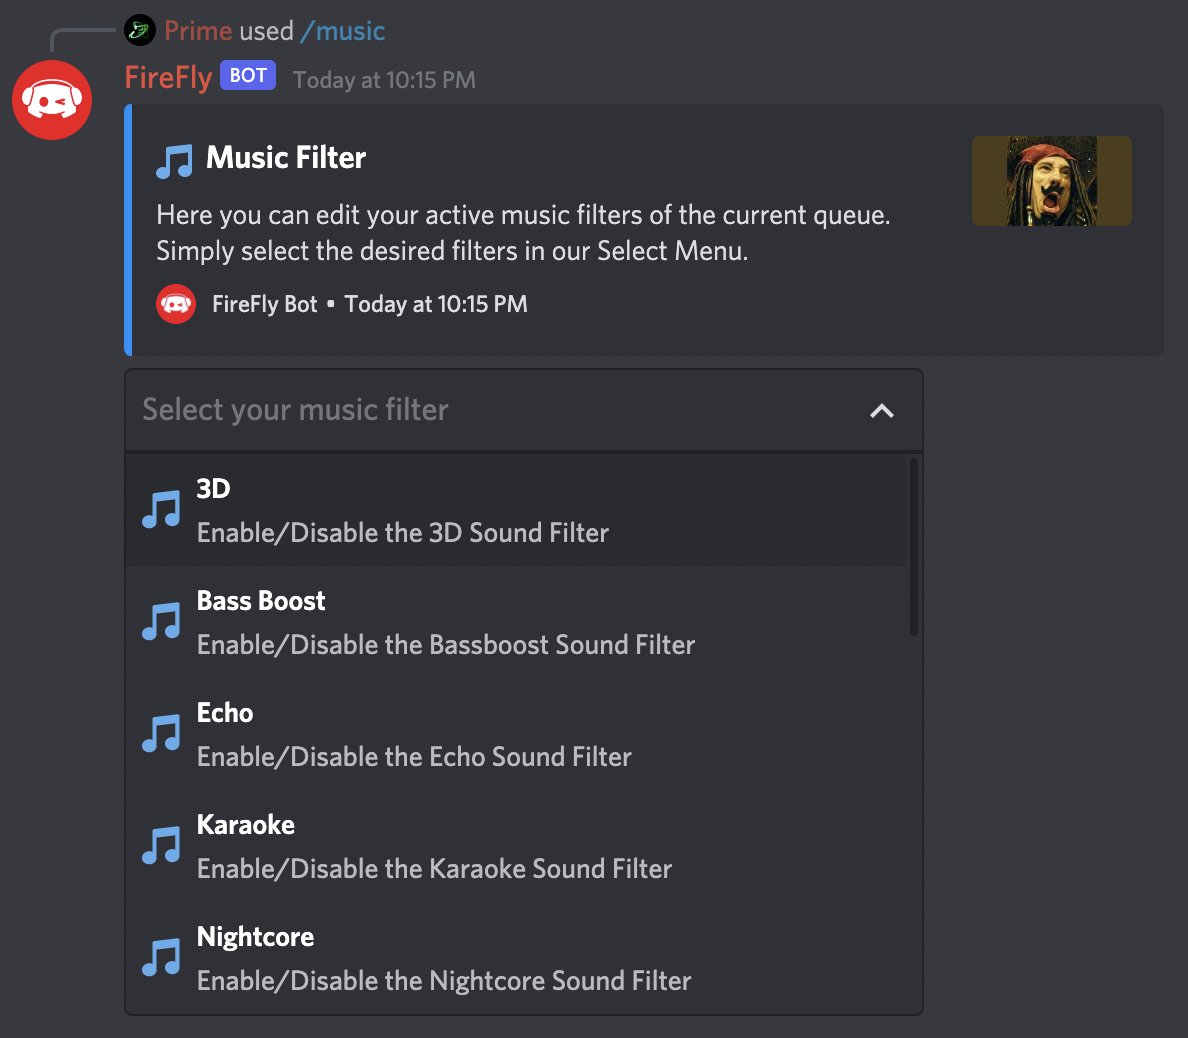 Prime used /music
FireFly BOT Today at 10:15 PM
Music Filter
Here you can edit your active music filters of the current queue.
Simply select the desired filters in our Select Menu.
FireFly Bot • Today at 10:15 PM
Select your music filter
3D
Enable/Disable the 3D Sound Filter
Bass Boost
Enable/Disable the Bassboost Sound Filter
Echo
Enable/Disable the Echo Sound Filter
Karaoke
Enable/Disable the Karaoke Sound Filter
Nightcore
Enable/Disable the Nightcore Sound Filter